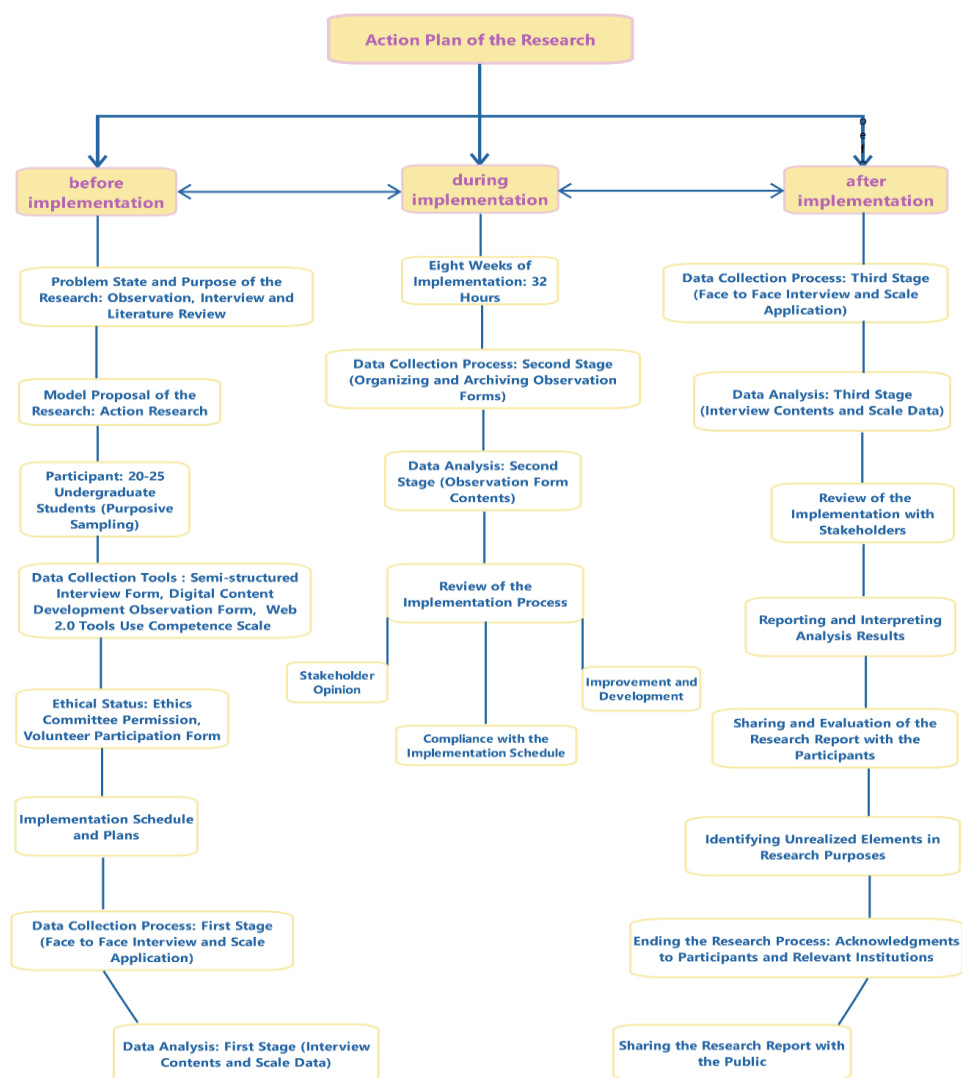 Action Plan of the Research
before
implementation
during
implementation
after
implementation
Problem State and Purpose of the
Research: Observation, Interview and
Literature Review
Model Proposal of the
Research: Action Research
Participant: 20-25
Undergraduate
Students (Purposive
Sampling)
Data Collection Tools : Semi-structured
Interview Form, Digital Content
Development Observation Form, Web
2.0 Tools Use Competence Scale
Ethical Status: Ethics
Committee Permission,
Volunteer Participation Form
Implementation Schedule
and Plans
Data Collection Process: First Stage
(Face to Face Interview and Scale
Application)
Data Analysis: First Stage (Interview
Contents and Scale Data)
Eight Weeks of
Implementation: 32
Hours
Data Collection Process: Second Stage
(Organizing and Archiving Observation
Forms)
Data Analysis: Second
Stage (Observation Form
Contents)
Review of the
Implementation Process
Stakeholder
Opinion
Compliance with the
Implementation Schedule
Improvement and
Development
Data Collection Process: Third Stage
(Face to Face Interview and Scale
Application)
Data Analysis: Third Stage
(Interview Contents and Scale Data)
Review of the
Implementation with
Stakeholders
Reporting and Interpreting
Analysis Results
Sharing and Evaluation of the
Research Report with the
Participants
Identifying Unrealized Elements in
Research Purposes
Ending the Research Process: Acknowledgments
to Participants and Relevant Institutions
Sharing the Research Report with
the Public